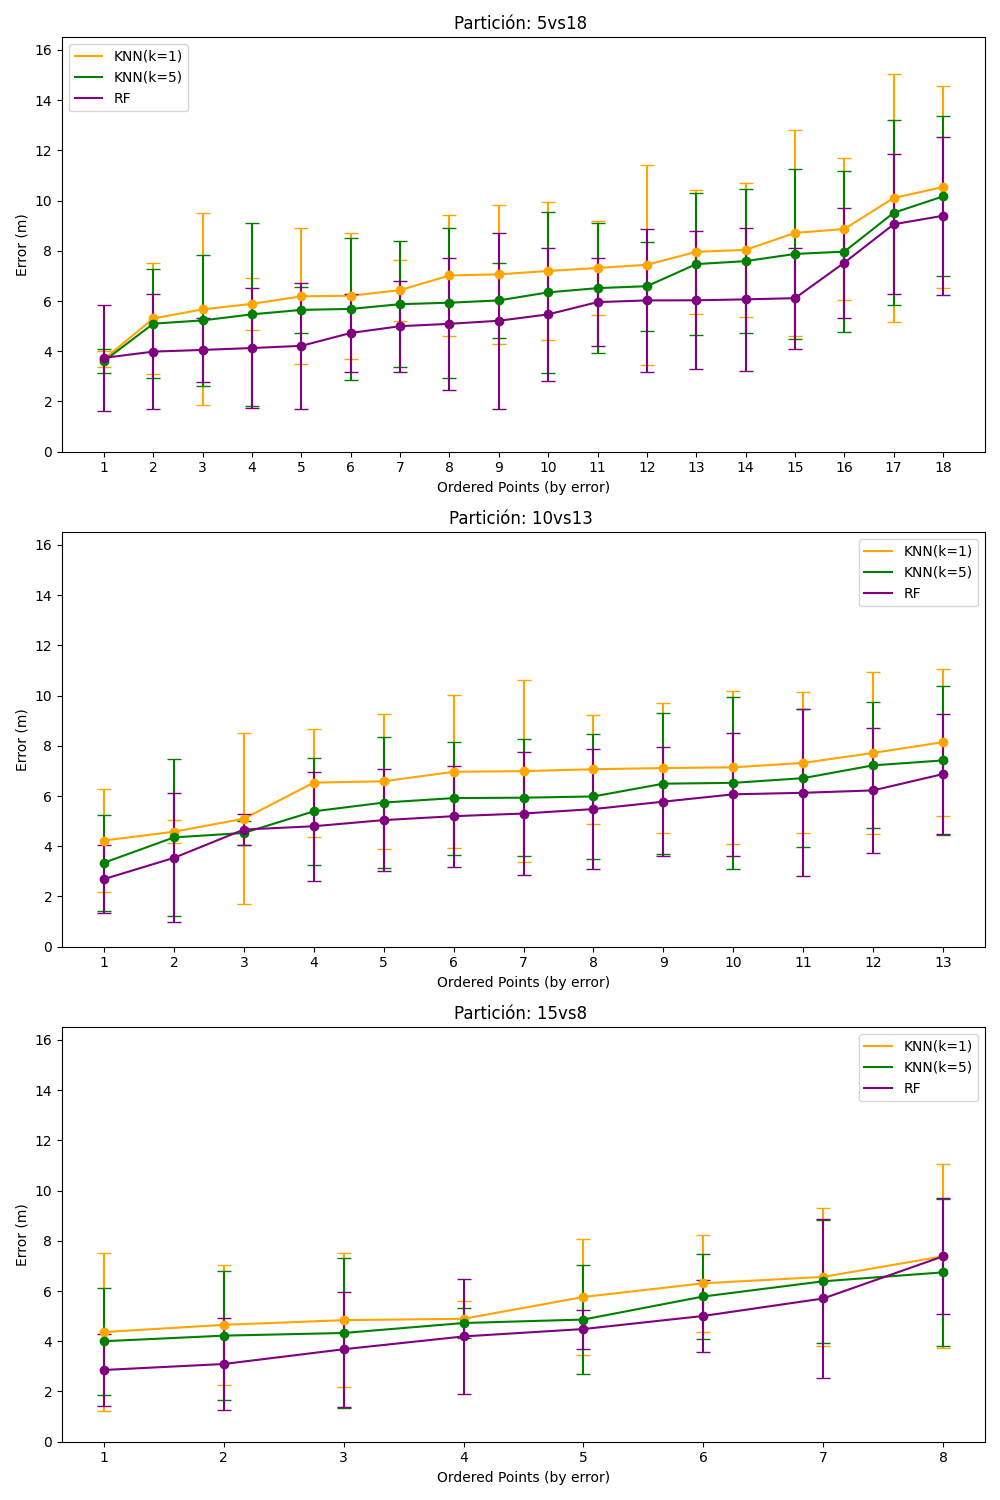 Partición: 5vs18
KNN(k=1)
KNN(k=5)
RF
16
14
12
10
8
6
4
2
0
Error (m)
1 2 3 4 5 6 7 8 9 10 11 12 13 14 15 16 17 18
Ordered Points (by error)
Partición: 10vs13
KNN(k=1)
KNN(k=5)
RF
16
14
12
10
8
6
4
2
0
Error (m)
1 2 3 4 5 6 7 8 9 10 11 12 13
Ordered Points (by error)
Partición: 15vs8
KNN(k=1)
KNN(k=5)
RF
16
14
12
10
8
6
4
2
0
Error (m)
1 2 3 4 5 6 7 8
Ordered Points (by error)